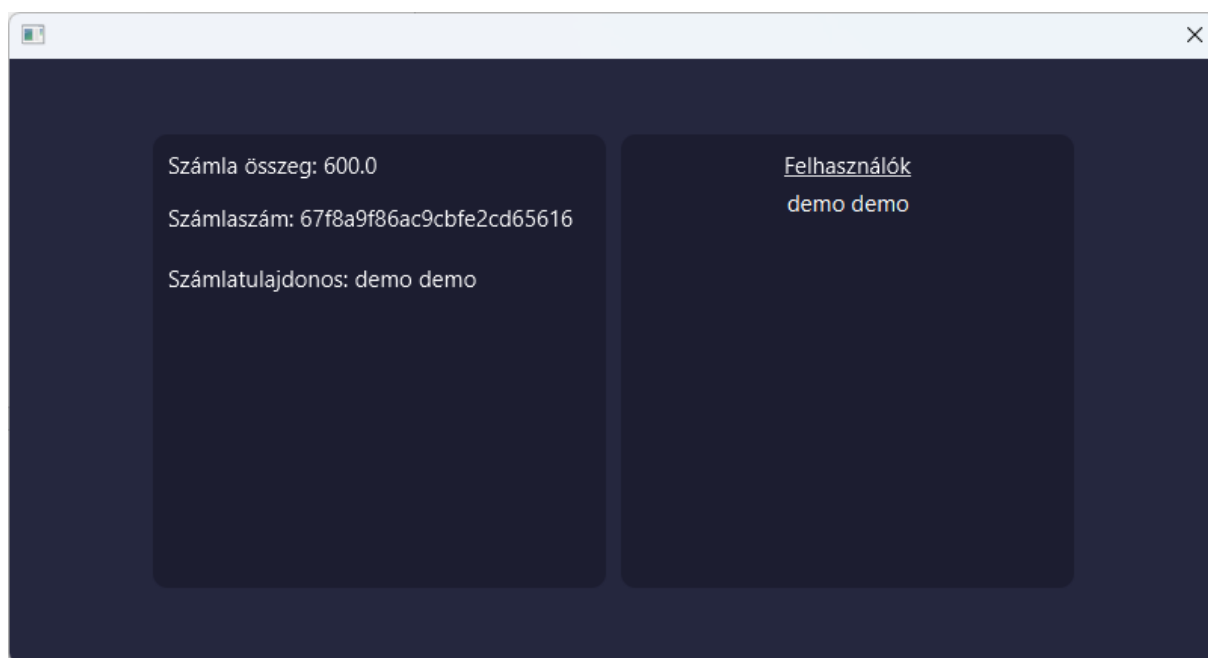 Számla összeg: 600.0
Számlaszám: 67f8a9f86ac9cbfe2cd65616
Számlatulajdonos: demo demo
Felhasználók
demo demo